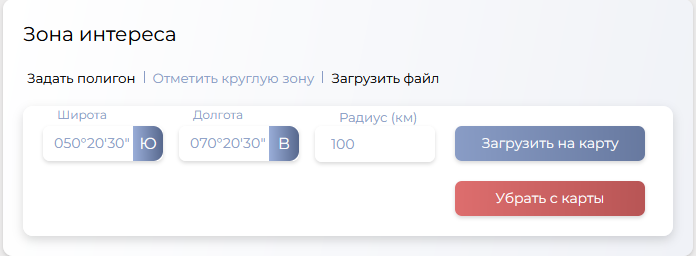 Зона интереса
Задать полигон | Отметить круглую зону | Загрузить файл
Широта Долгота Радиус (км)
050°20'30" Ю 070°20'30" В 100 Загрузить на карту
Убрать с карты